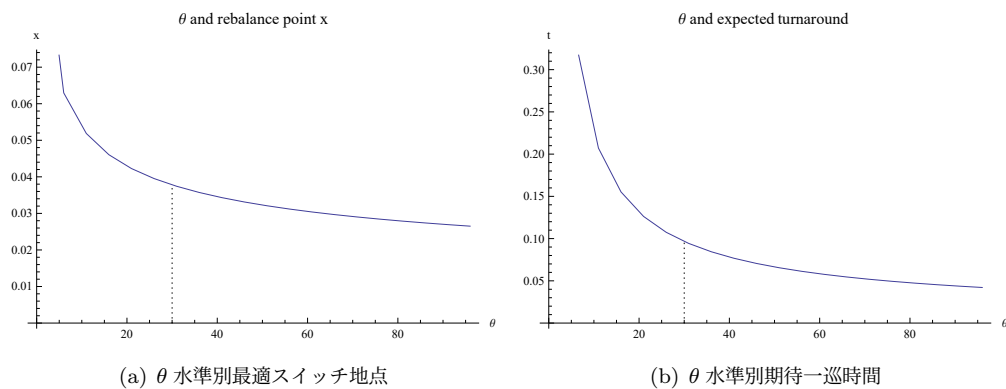 θ and rebalance point x
x
0.07
0.06
0.05
0.04
0.03
0.02
0.01
20
40
60
80
θ
(a) θ 水準別最適スイッチ地点
θ and expected turnaround
t
0.30
0.25
0.20
0.15
0.10
0.05
20
40
60
80
θ
(b) θ 水準別期待一巡時間